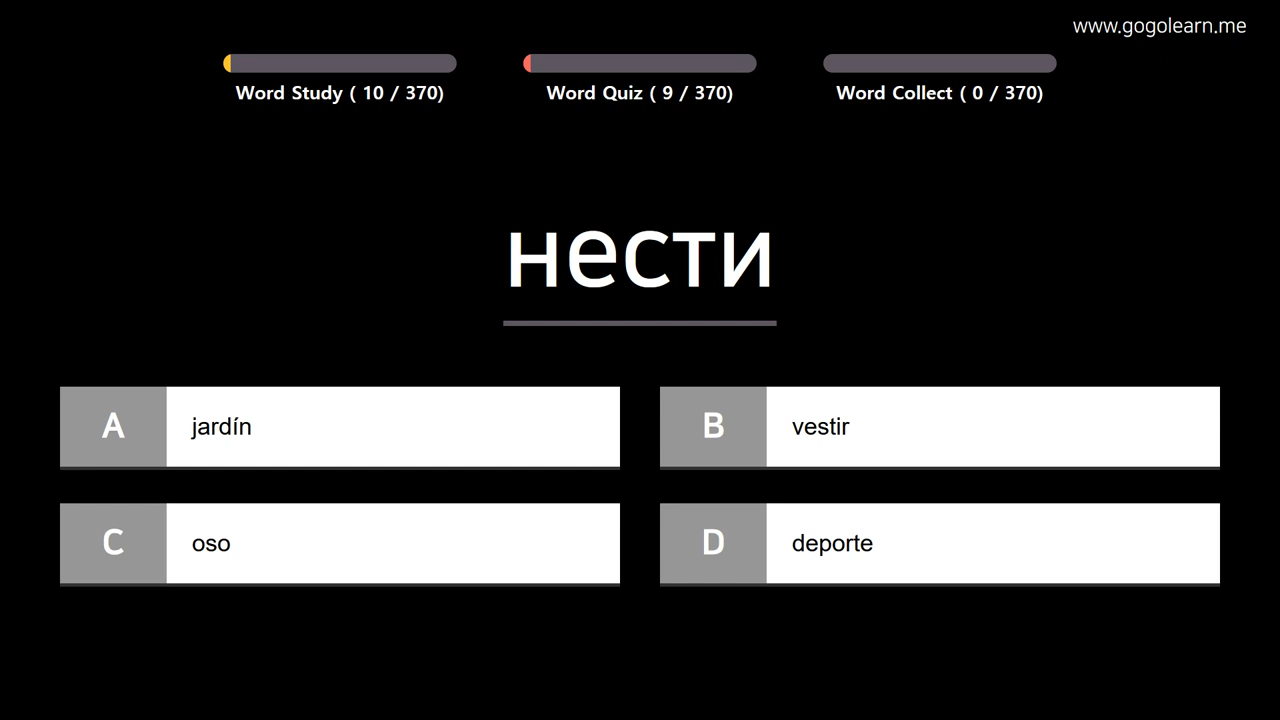 www.gogolearn.me
Word Study ( 10 / 370)
Word Quiz ( 9 / 370)
Word Collect ( 0 / 370)
нести
A jardín
B vestir
C oso
D deporte